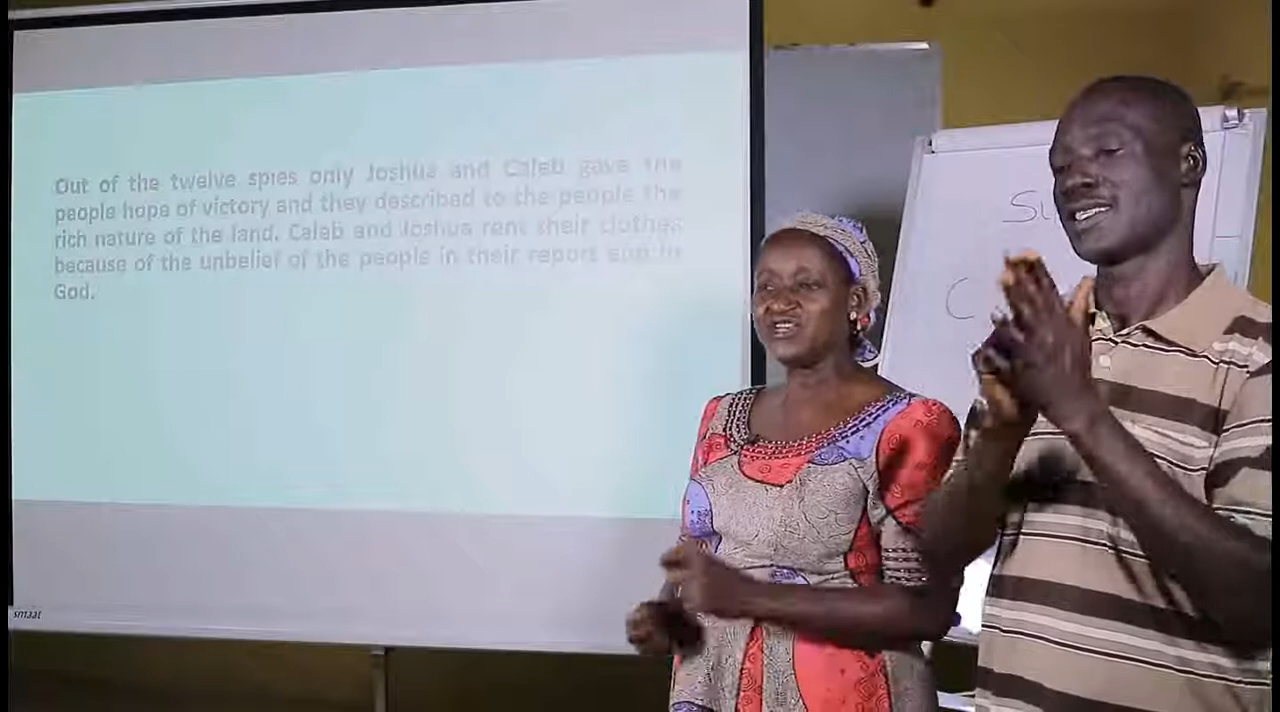 Out of the twelve spies only Joshua and Caleb gave the
people hope of victory and they described to the people the
rich nature of the land. Caleb and Joshua rent their clothes
because of the unbelief of the people in their report and in
God.
smaat
C